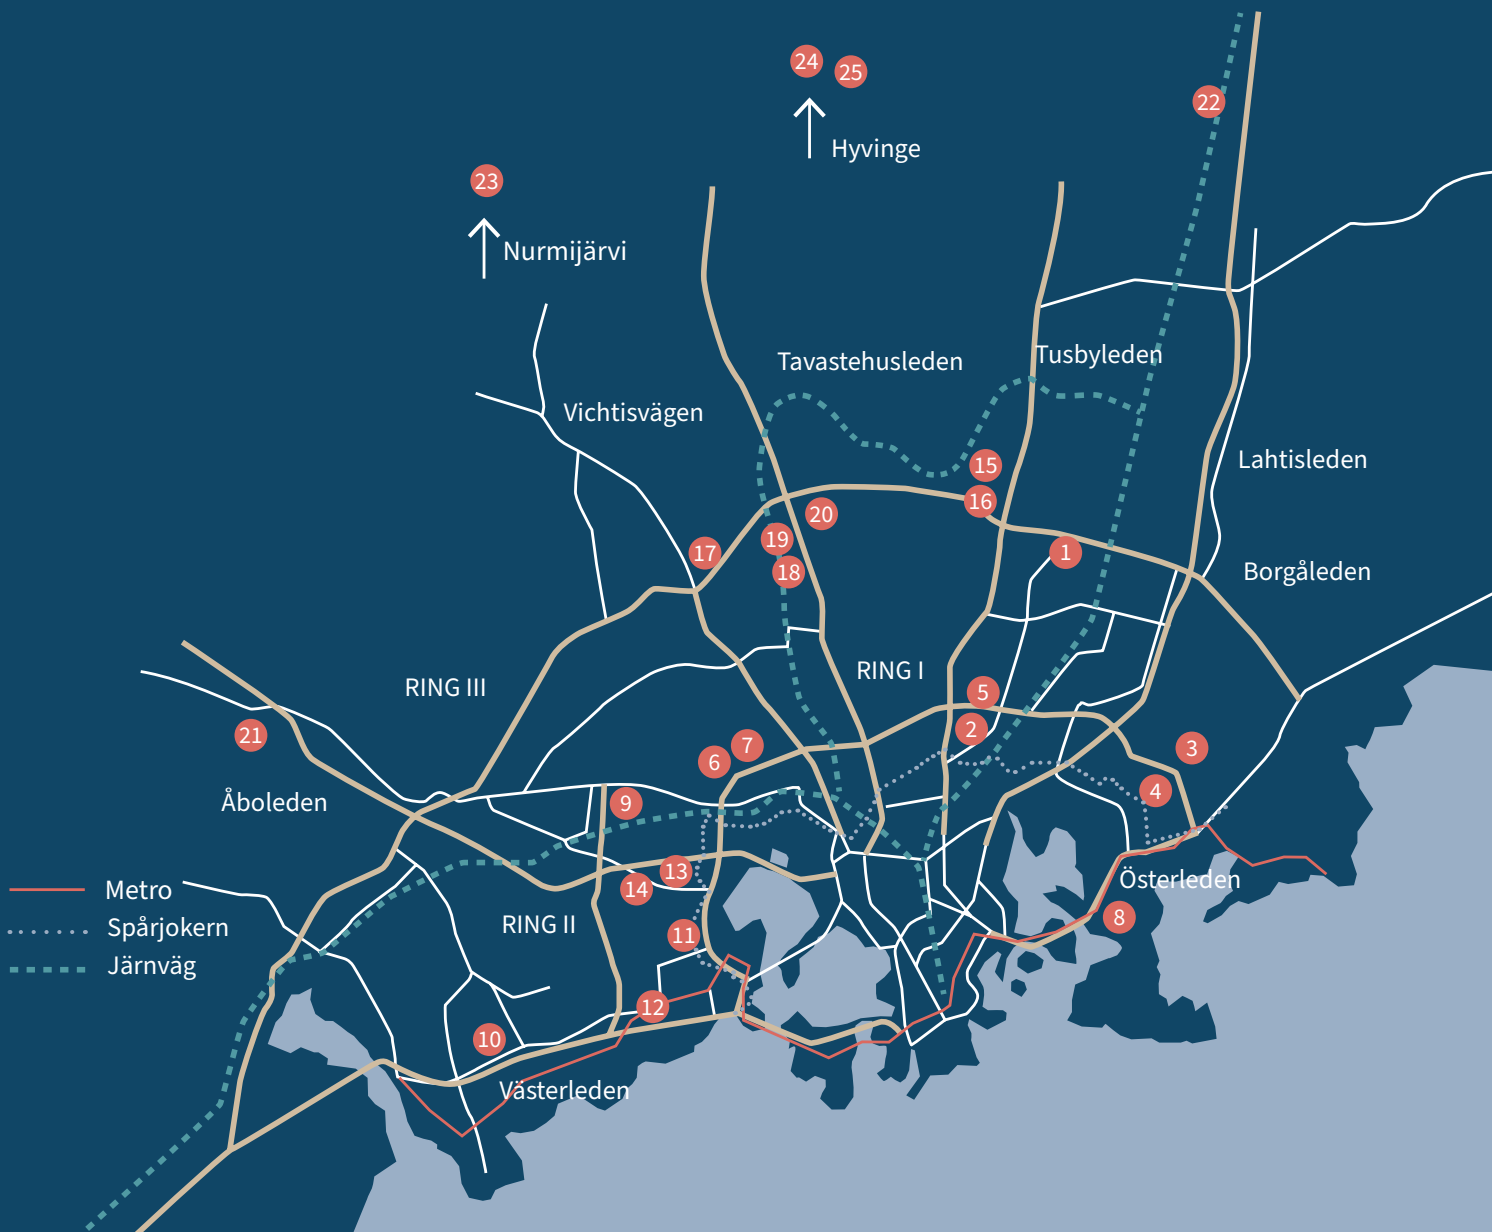 24
25
22
Hyvinge
23
Nurmijärvi
Tavastehusleden
Tusbyleden
Vichtisvägen
Lahtisleden
15
16
20
19
17
1
18
Borgåleden
RING I
RING III
5
2
21
7
6
3
4
Åboleden
9
13
14
Österleden
Metro
8
Spårjokern
RING II
11
Järnväg
12
10
Västerleden